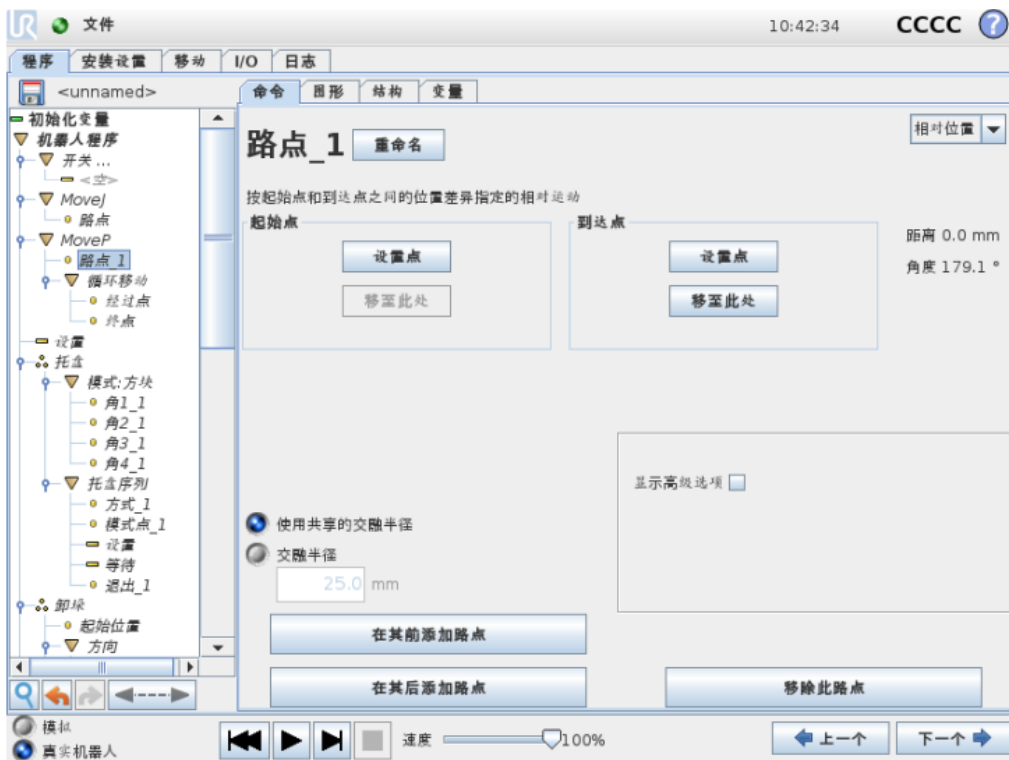 UR 文件 10:42:34 CCCC ?
程序 安装设置 移动 I/O 日志
<unnamed>
命令 图形 结构 变量
初始化变量
机器人程序
开关 ...
<空>
MoveJ
路点
MoveP
路点_1
循环移动
经过点
终点
设置
托盒
模式:方块
角1_1
角2_1
角3_1
角4_1
托盒序列
方式_1
模式点_1
设置
等待
退出_1
卸垛
起始位置
方向
路点_1 重命名
相对位置
按起始点和到达点之间的位置差异指定的相对运动
起始点
设置点
移至此处
到达点
设置点
移至此处
距离 0.0 mm
角度 179.1 °
显示高级选项
使用共享的交融半径
交融半径
25.0 mm
在其前添加路点
在其后添加路点
移除此路点
模拟
真实机器人
速度 100%
上一个
下一个